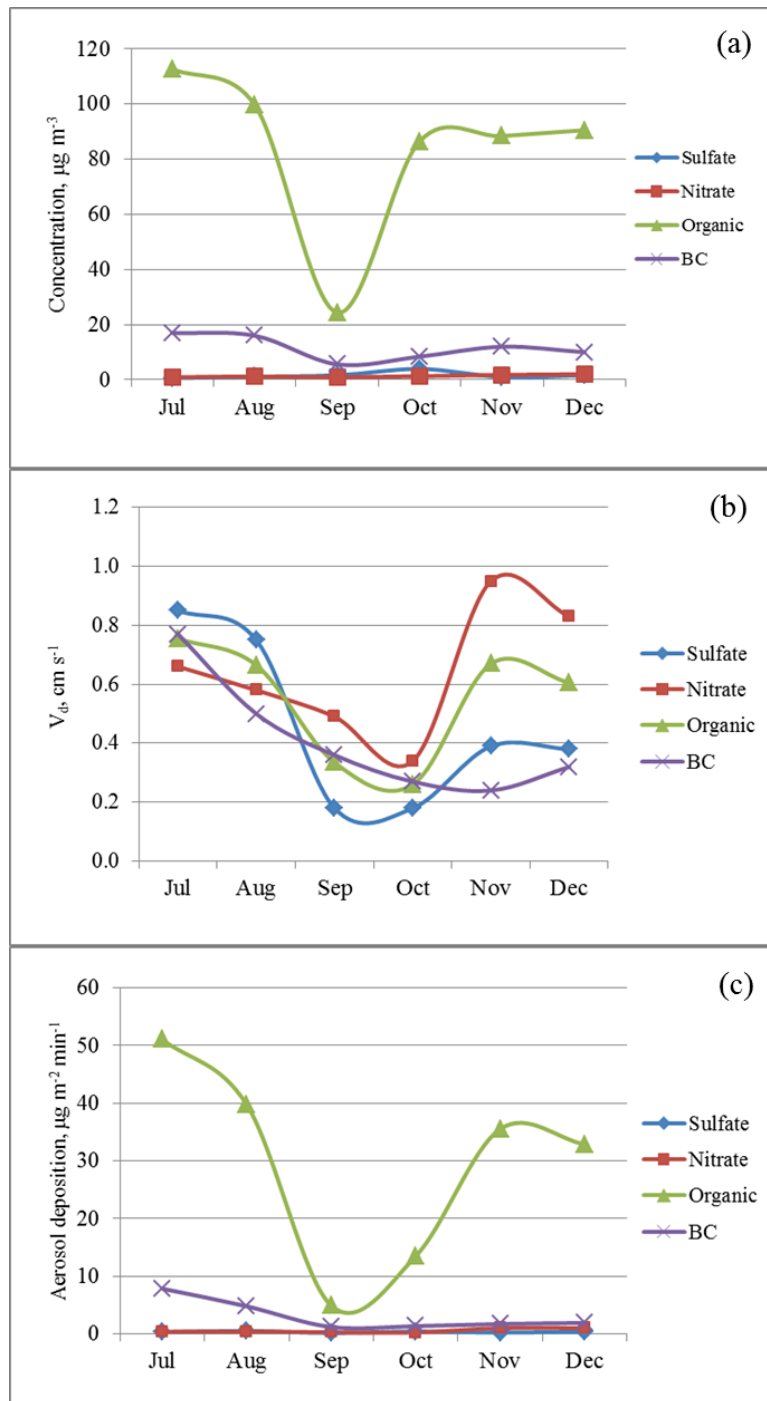 (a)
120
100
80
60
40
20
0
Concentration, µg m⁻³
Jul Aug Sep Oct Nov Dec
Sulfate
Nitrate
Organic
BC
(b)
1.2
1.0
0.8
0.6
0.4
0.2
0.0
V_d, cm s⁻¹
Jul Aug Sep Oct Nov Dec
Sulfate
Nitrate
Organic
BC
(c)
60
50
40
30
20
10
0
Aerosol deposition, µg m⁻² min⁻¹
Jul Aug Sep Oct Nov Dec
Sulfate
Nitrate
Organic
BC